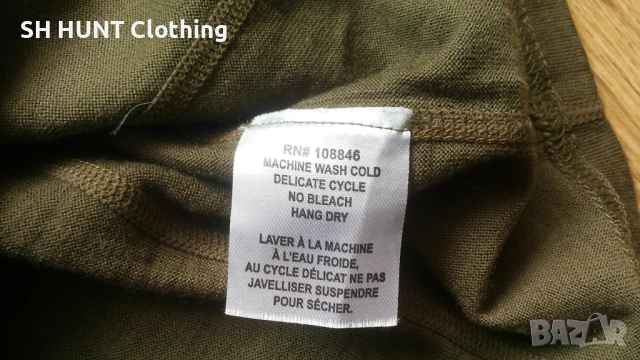 SH HUNT Clothing
RN# 108846
MACHINE WASH COLD
DELICATE CYCLE
NO BLEACH
HANG DRY
LAVER À LA MACHINE
À L'EAU FROIDE,
AU CYCLE DÉLICAT NE PAS
JAVELLISER SUSPENDRE
POUR SÉCHER.
BAZAR